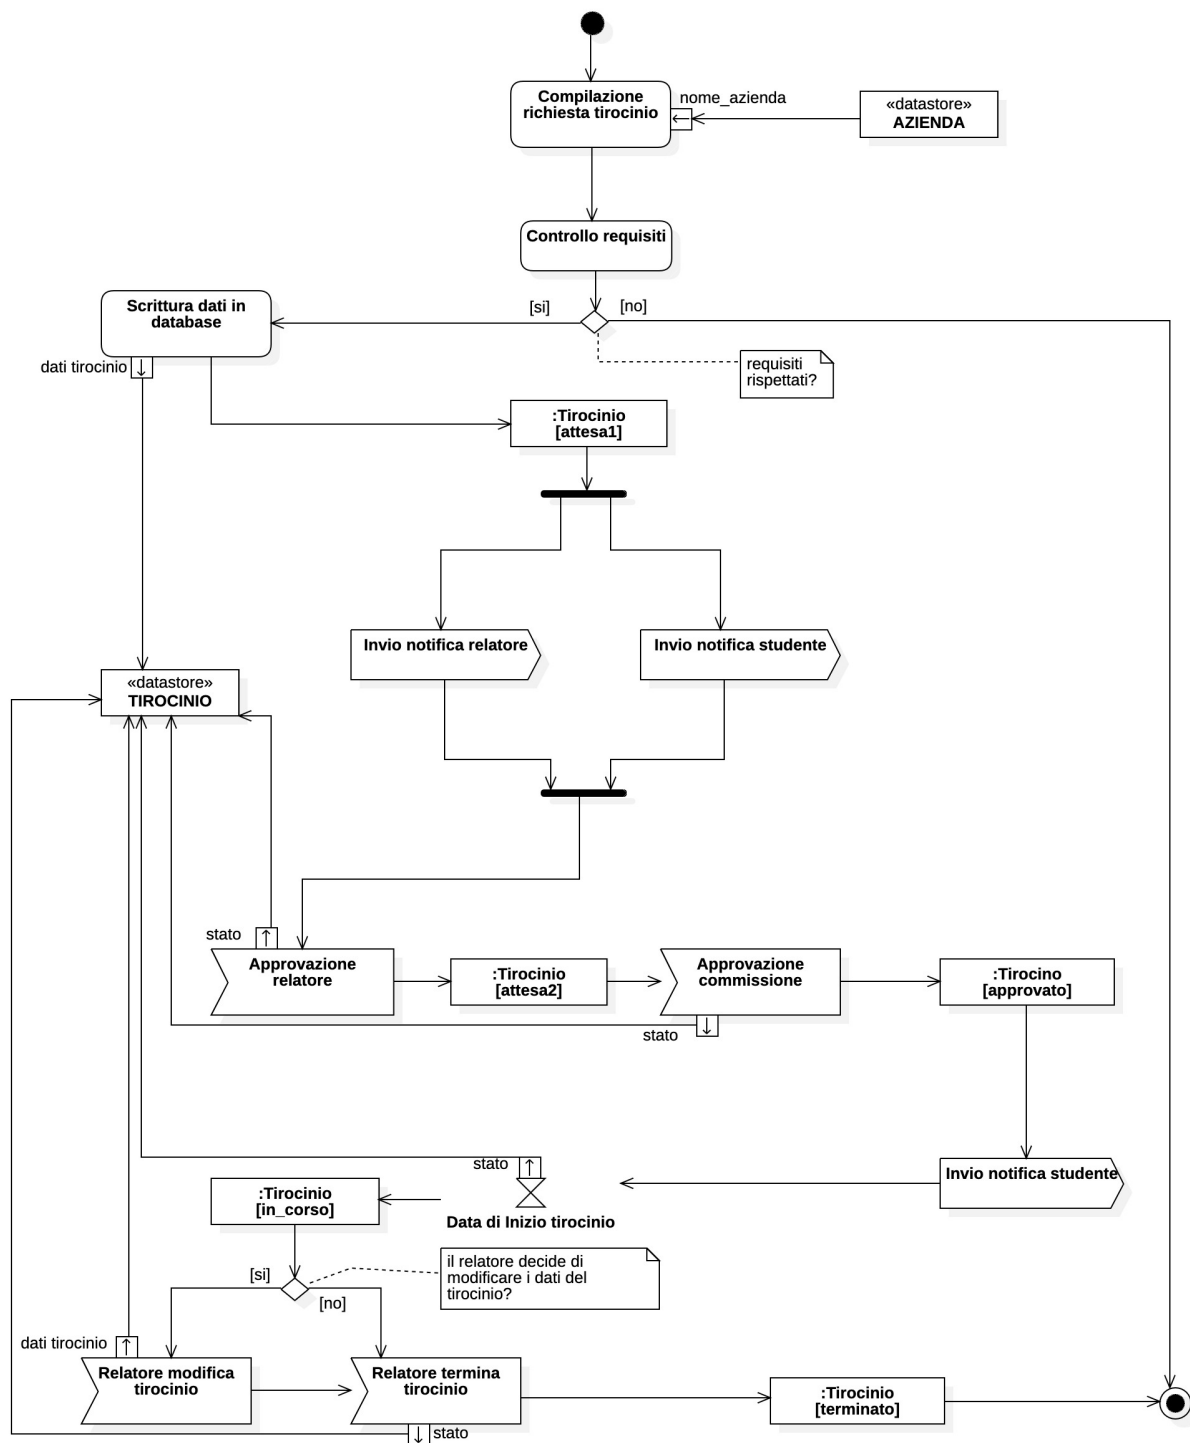 Compilazione
richiesta tirocinio
nome_azienda
«datastore»
AZIENDA
Controllo requisiti
[si]
[no]
Scrittura dati in
database
dati tirocinio
requisiti
rispettati?
:Tirocinio
[attesa1]
Invio notifica relatore
Invio notifica studente
«datastore»
TIROCINIO
stato
Approvazione
relatore
:Tirocinio
[attesa2]
Approvazione
commissione
:Tirocino
[approvato]
stato
stato
Invio notifica studente
:Tirocinio
[in_corso]
Data di Inizio tirocinio
il relatore decide di
modificare i dati del
tirocinio?
[si]
[no]
dati tirocinio
Relatore modifica
tirocinio
Relatore termina
tirocinio
:Tirocinio
[terminato]
stato